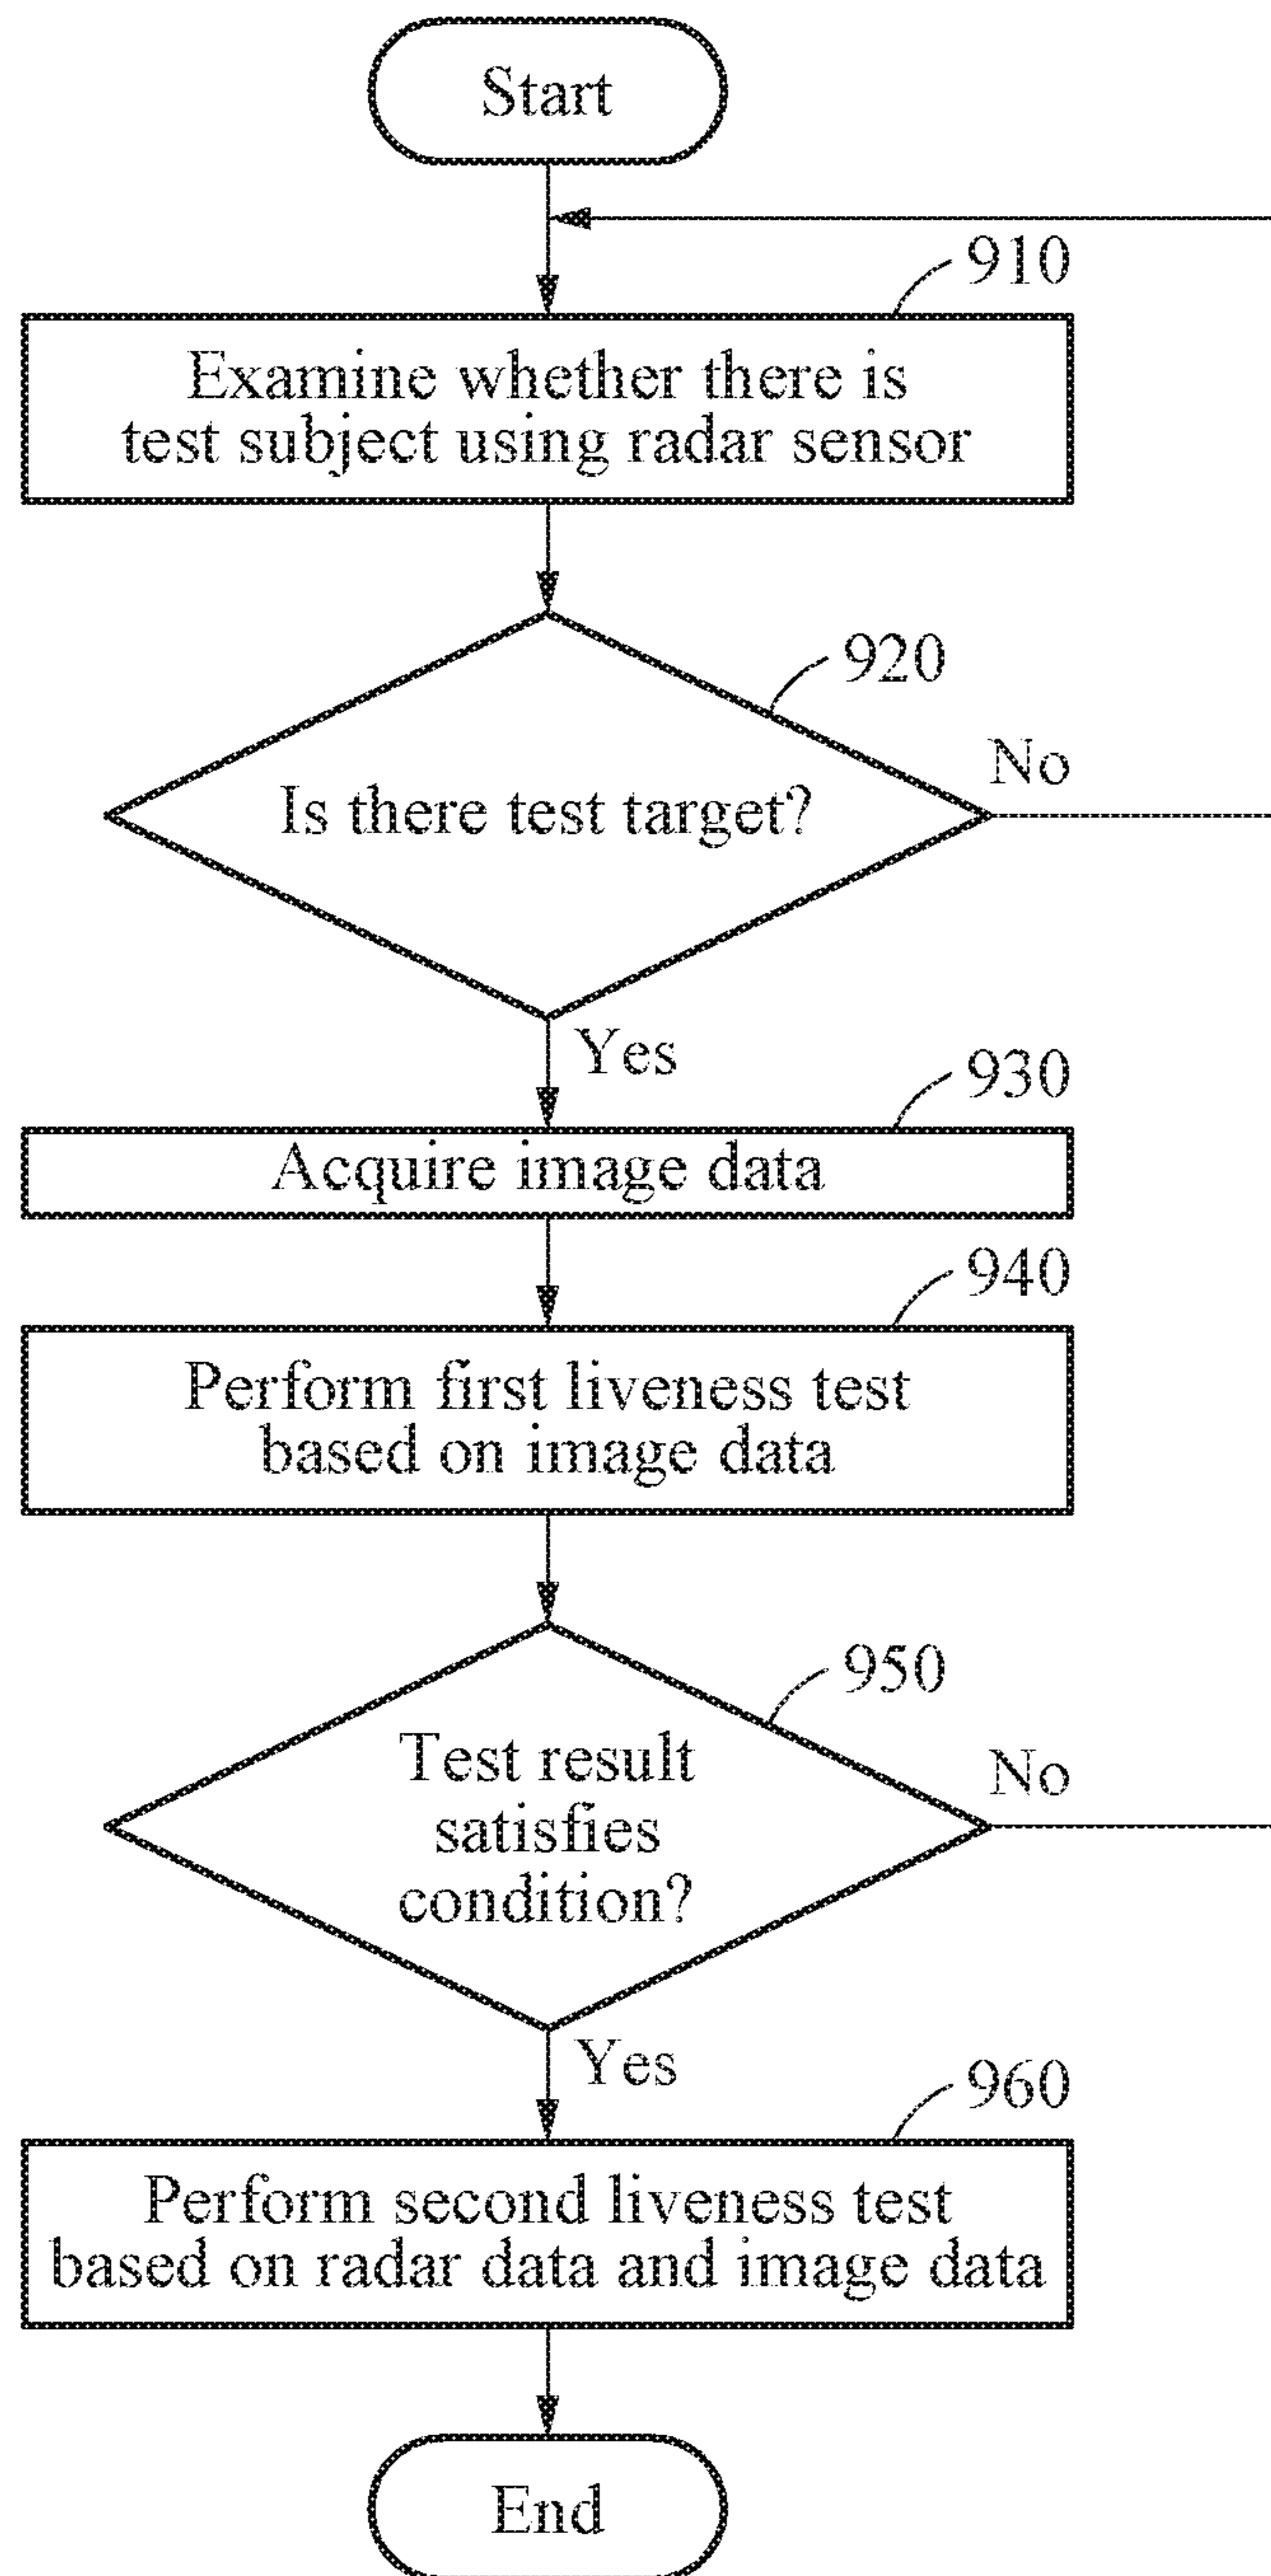 Start
910
Examine whether there is
test subject using radar sensor
920
Is there test target?
No
Yes
930
Acquire image data
940
Perform first liveness test
based on image data
950
Test result
satisfies
condition?
No
Yes
960
Perform second liveness test
based on radar data and image data
End